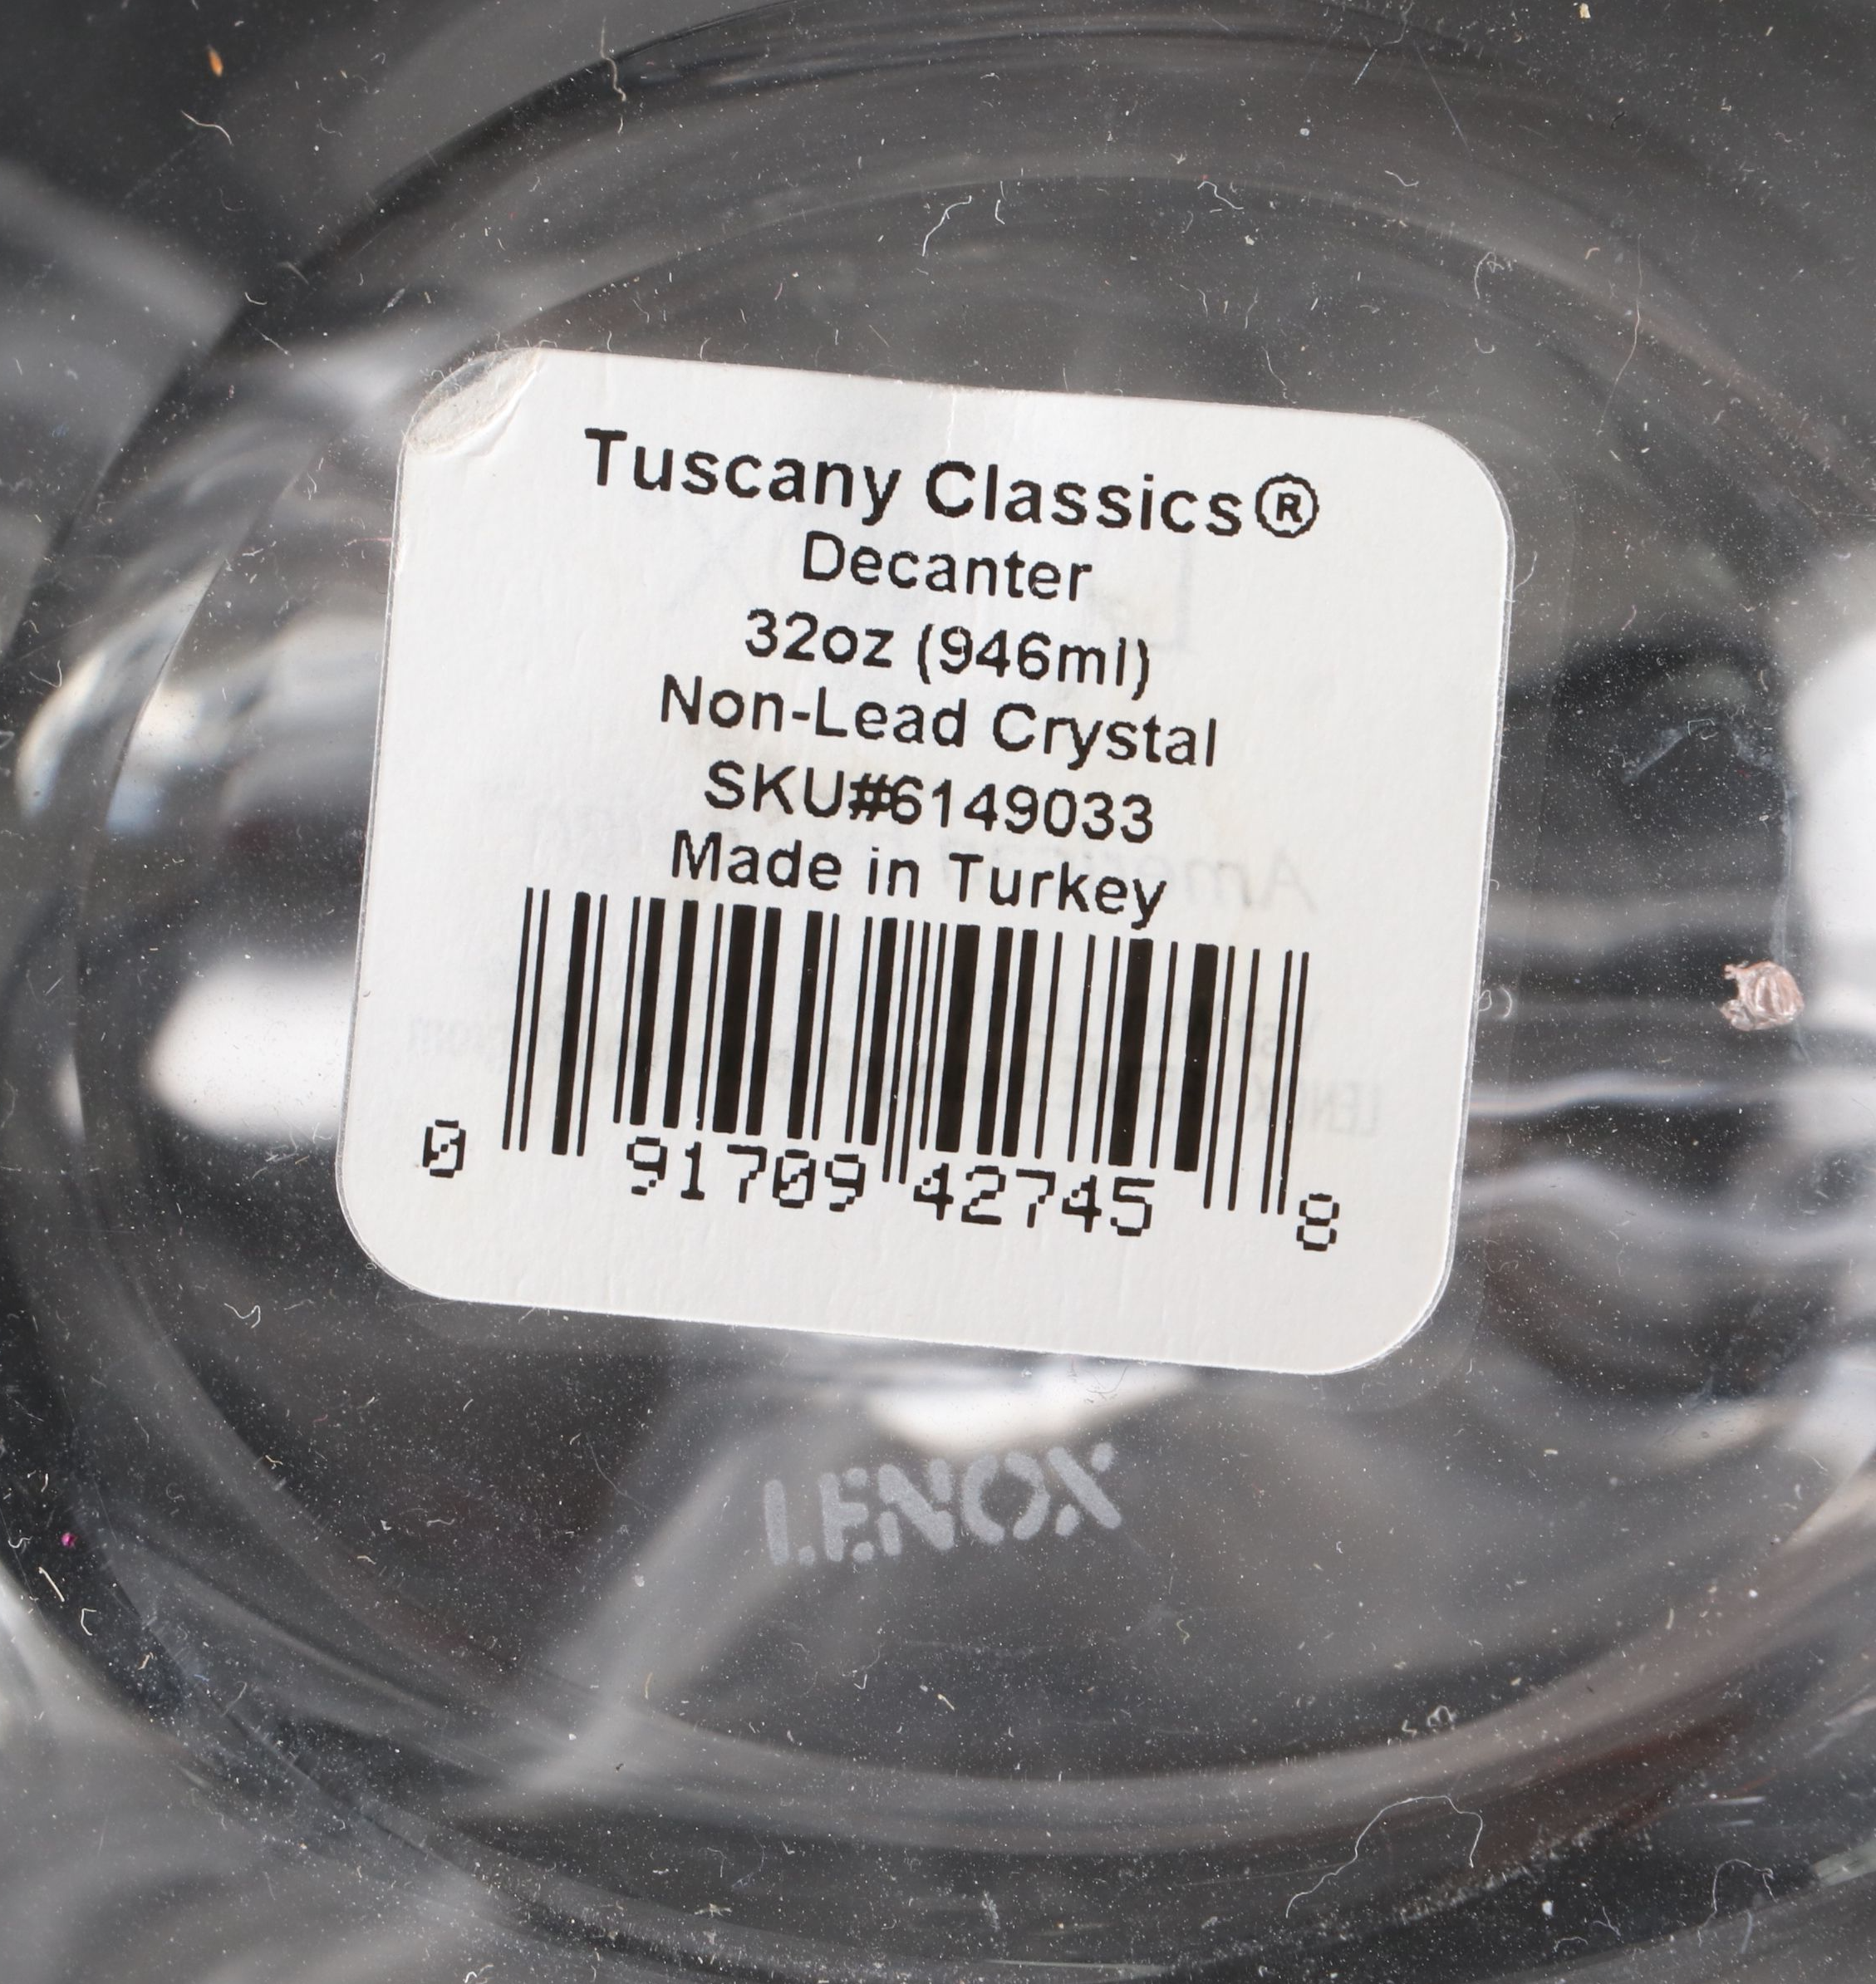 Tuscany Classics®
Decanter
32oz (946ml)
Non-Lead Crystal
SKU#6149033
Made in Turkey
0 91709 42745 8
LENOX